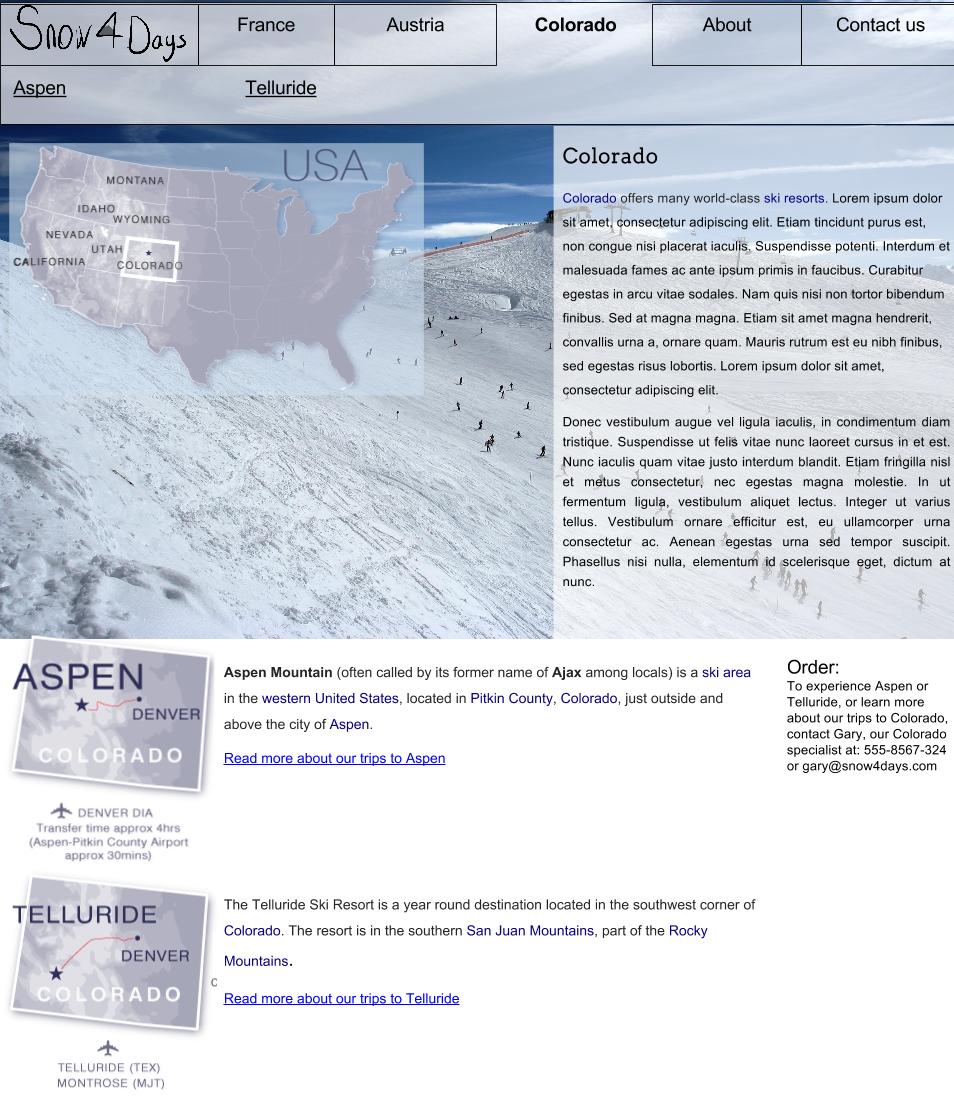 Snow4Days
France
Austria
Colorado
About
Contact us
Aspen
Telluride
USA
MONTANA
IDAHO
WYOMING
NEVADA
UTAH
CALIFORNIA
COLORADO
Colorado
Colorado offers many world-class ski resorts. Lorem ipsum dolor
sit amet, consectetur adipiscing elit. Etiam tincidunt purus est,
non congue nisi placerat iaculis. Suspendisse potenti. Interdum et
malesuada fames ac ante ipsum primis in faucibus. Curabitur
egestas in arcu vitae sodales. Nam quis nisi non tortor bibendum
finibus. Sed at magna magna. Etiam sit amet magna hendrerit,
convallis urna a, ornare quam. Mauris rutrum est eu nibh finibus,
sed egestas risus lobortis. Lorem ipsum dolor sit amet,
consectetur adipiscing elit.
Donec vestibulum augue vel ligula iaculis, in condimentum diam
tristique. Suspendisse ut felis vitae nunc laoreet cursus in et est.
Nunc iaculis quam vitae justo interdum blandit. Etiam fringilla nisl
et metus consectetur, nec egestas magna molestie. In ut
fermentum ligula, vestibulum aliquet lectus. Integer ut varius
tellus. Vestibulum ornare efficitur est, eu ullamcorper urna
consectetur ac. Aenean egestas urna sed tempor suscipit.
Phasellus nisi nulla, elementum id scelerisque eget, dictum at
nunc.
ASPEN
DENVER
COLORADO
DENVER DIA
Transfer time approx 4hrs
(Aspen-Pitkin County Airport
approx 30mins)
Aspen Mountain (often called by its former name of Ajax among locals) is a ski area
in the western United States, located in Pitkin County, Colorado, just outside and
above the city of Aspen.
Read more about our trips to Aspen
Order:
To experience Aspen or
Telluride, or learn more
about our trips to Colorado,
contact Gary, our Colorado
specialist at: 555-8567-324
or gary@snow4days.com
TELLURIDE
DENVER
COLORADO
TELLURIDE (TEX)
MONTROSE (MJT)
The Telluride Ski Resort is a year round destination located in the southwest corner of
Colorado. The resort is in the southern San Juan Mountains, part of the Rocky
Mountains.
Read more about our trips to Telluride